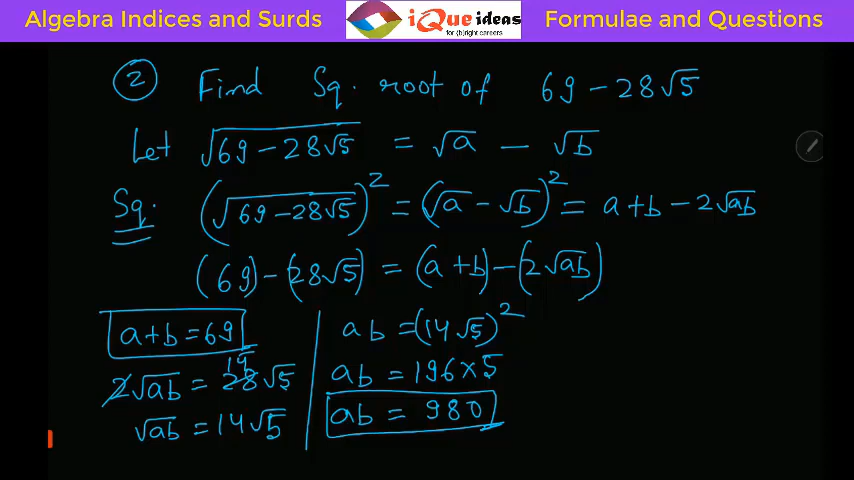 Algebra Indices and Surds
iQue ideas
for (b)right careers
Formulae and Questions
② Find Sq. root of 69 - 28√5
Let √(69 - 28√5) = √a - √b
Sq. (√(69 - 28√5))² = (√a - √b)² = a + b - 2√ab
(69) - (28√5) = (a + b) - (2√ab)
a + b = 69
14
2√ab = 28√5
√ab = 14√5
ab = (14√5)²
ab = 196 × 5
ab = 980